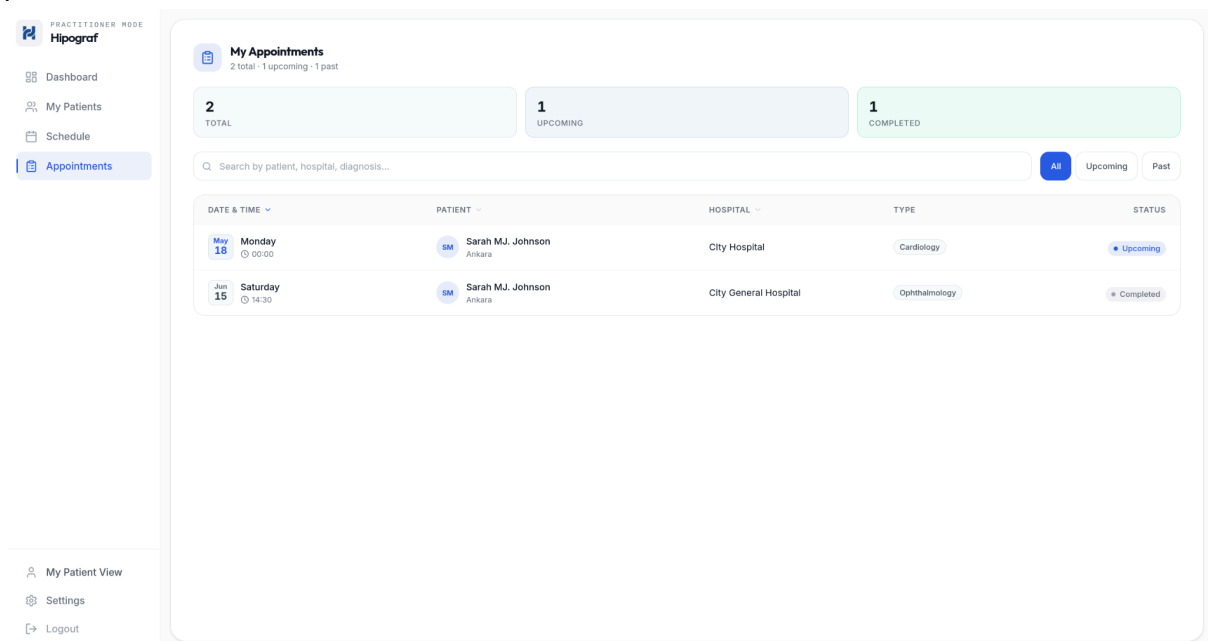 PRACTITIONER MODE
Hipograf
Dashboard
My Patients
Schedule
Appointments
My Patient View
Settings
Logout
My Appointments
2 total · 1 upcoming · 1 past
2
TOTAL
1
UPCOMING
1
COMPLETED
Search by patient, hospital, diagnosis...
All
Upcoming
Past
DATE & TIME PATIENT HOSPITAL TYPE STATUS
May
18
Monday
00:00
SM
Sarah MJ. Johnson
Ankara
CIty Hospital
Cardiology
Upcoming
Jun
15
Saturday
14:30
SM
Sarah MJ. Johnson
Ankara
City General Hospital
Ophthalmology
Completed